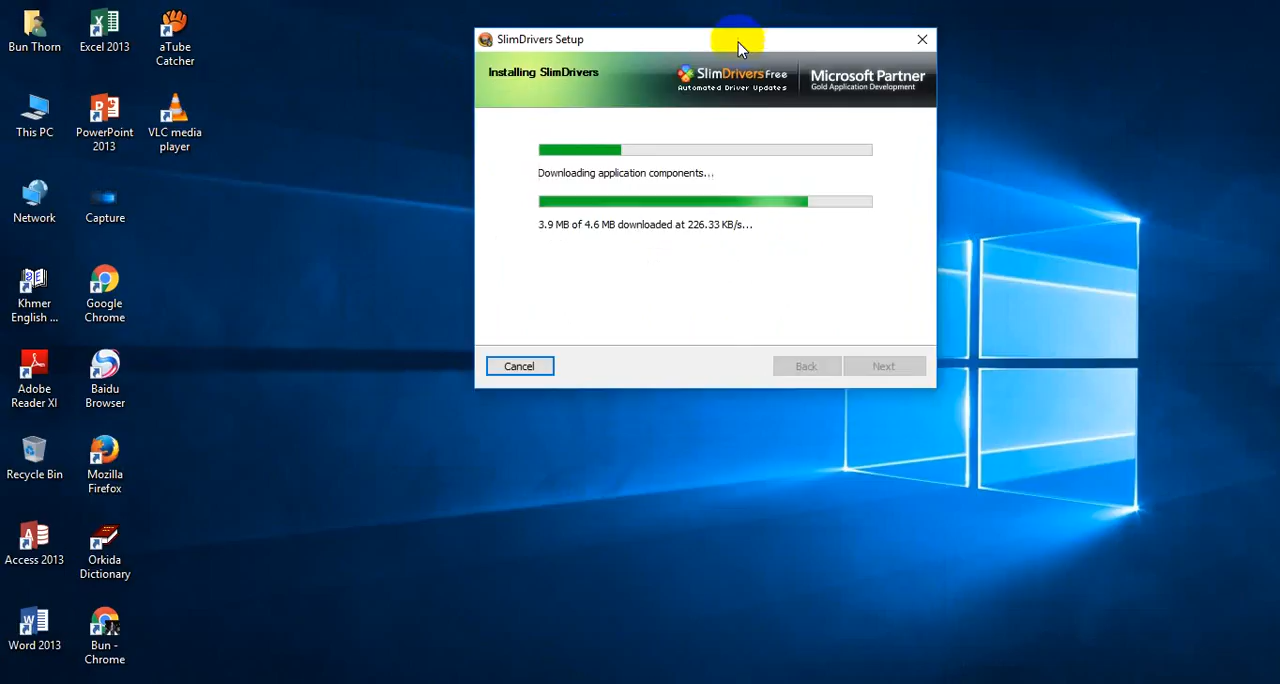 Bun Thorn
Excel 2013
aTube
Catcher
This PC
PowerPoint
2013
VLC media
player
Network
Capture
Khmer
English ...
Google
Chrome
Adobe
Reader XI
Baidu
Browser
Recycle Bin
Mozilla
Firefox
Access 2013
Orkida
Dictionary
Word 2013
Bun -
Chrome
SlimDrivers Setup
Installing SlimDrivers
SlimDrivers Free
Automated Driver Updates
Microsoft Partner
Gold Application Development
Downloading application components...
3.9 MB of 4.6 MB downloaded at 226.33 KB/s...
Cancel
Back
Next